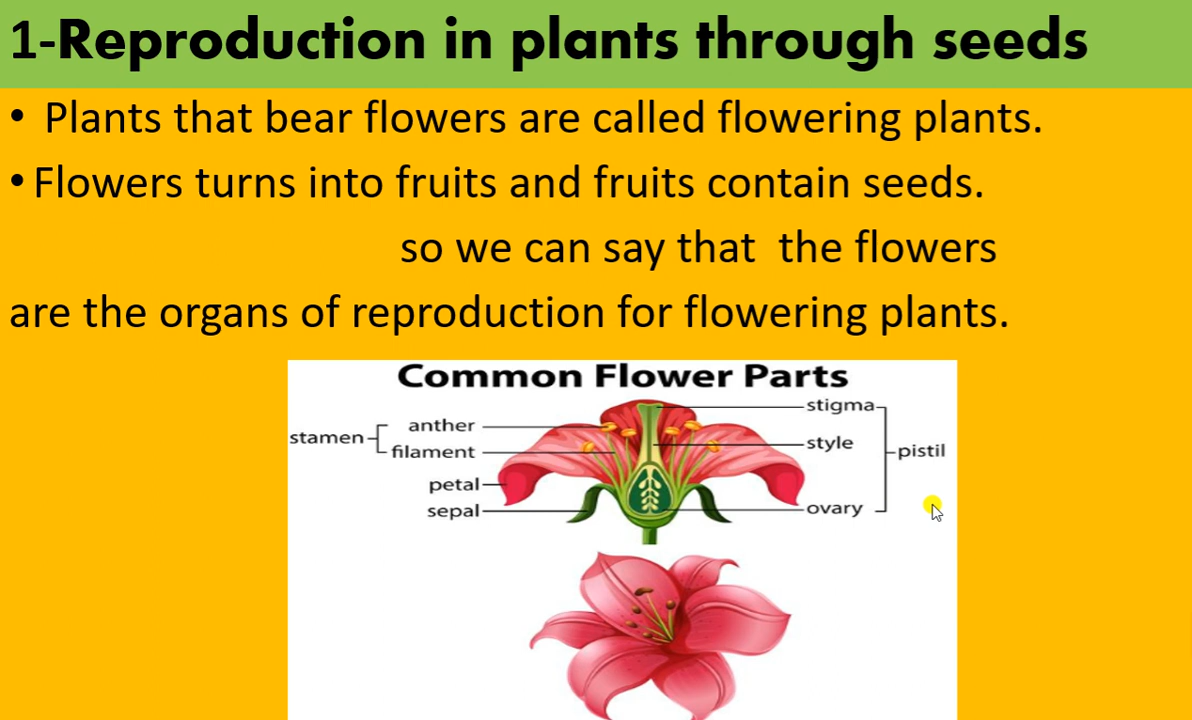 1-Reproduction in plants through seeds
• Plants that bear flowers are called flowering plants.
• Flowers turns into fruits and fruits contain seeds.
so we can say that the flowers
are the organs of reproduction for flowering plants.
Common Flower Parts
stamen
anther
filament
petal
sepal
stigma
style
ovary
pistil